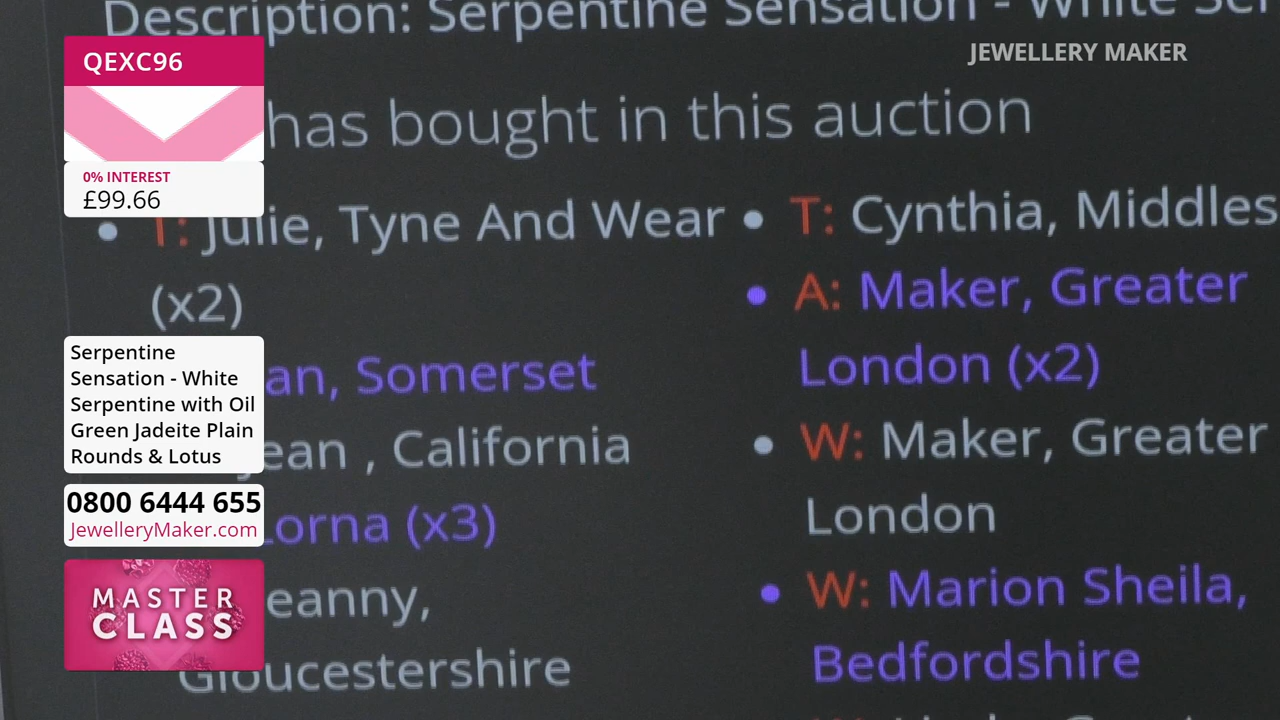 Description: Serpentine Sensation - White
JEWELLERY MAKER
QEXC96
has bought in this auction
0% INTEREST
£99.66
T: Julie, Tyne And Wear
(x2)
an, Somerset
Jean , California
Lorna (x3)
eanny,
Gloucestershire
T: Cynthia, Middles
A: Maker, Greater
London (x2)
W: Maker, Greater
London
W: Marion Sheila,
Bedfordshire
Serpentine
Sensation - White
Serpentine with Oil
Green Jadeite Plain
Rounds & Lotus
0800 6444 655
JewelleryMaker.com
MASTER
CLASS